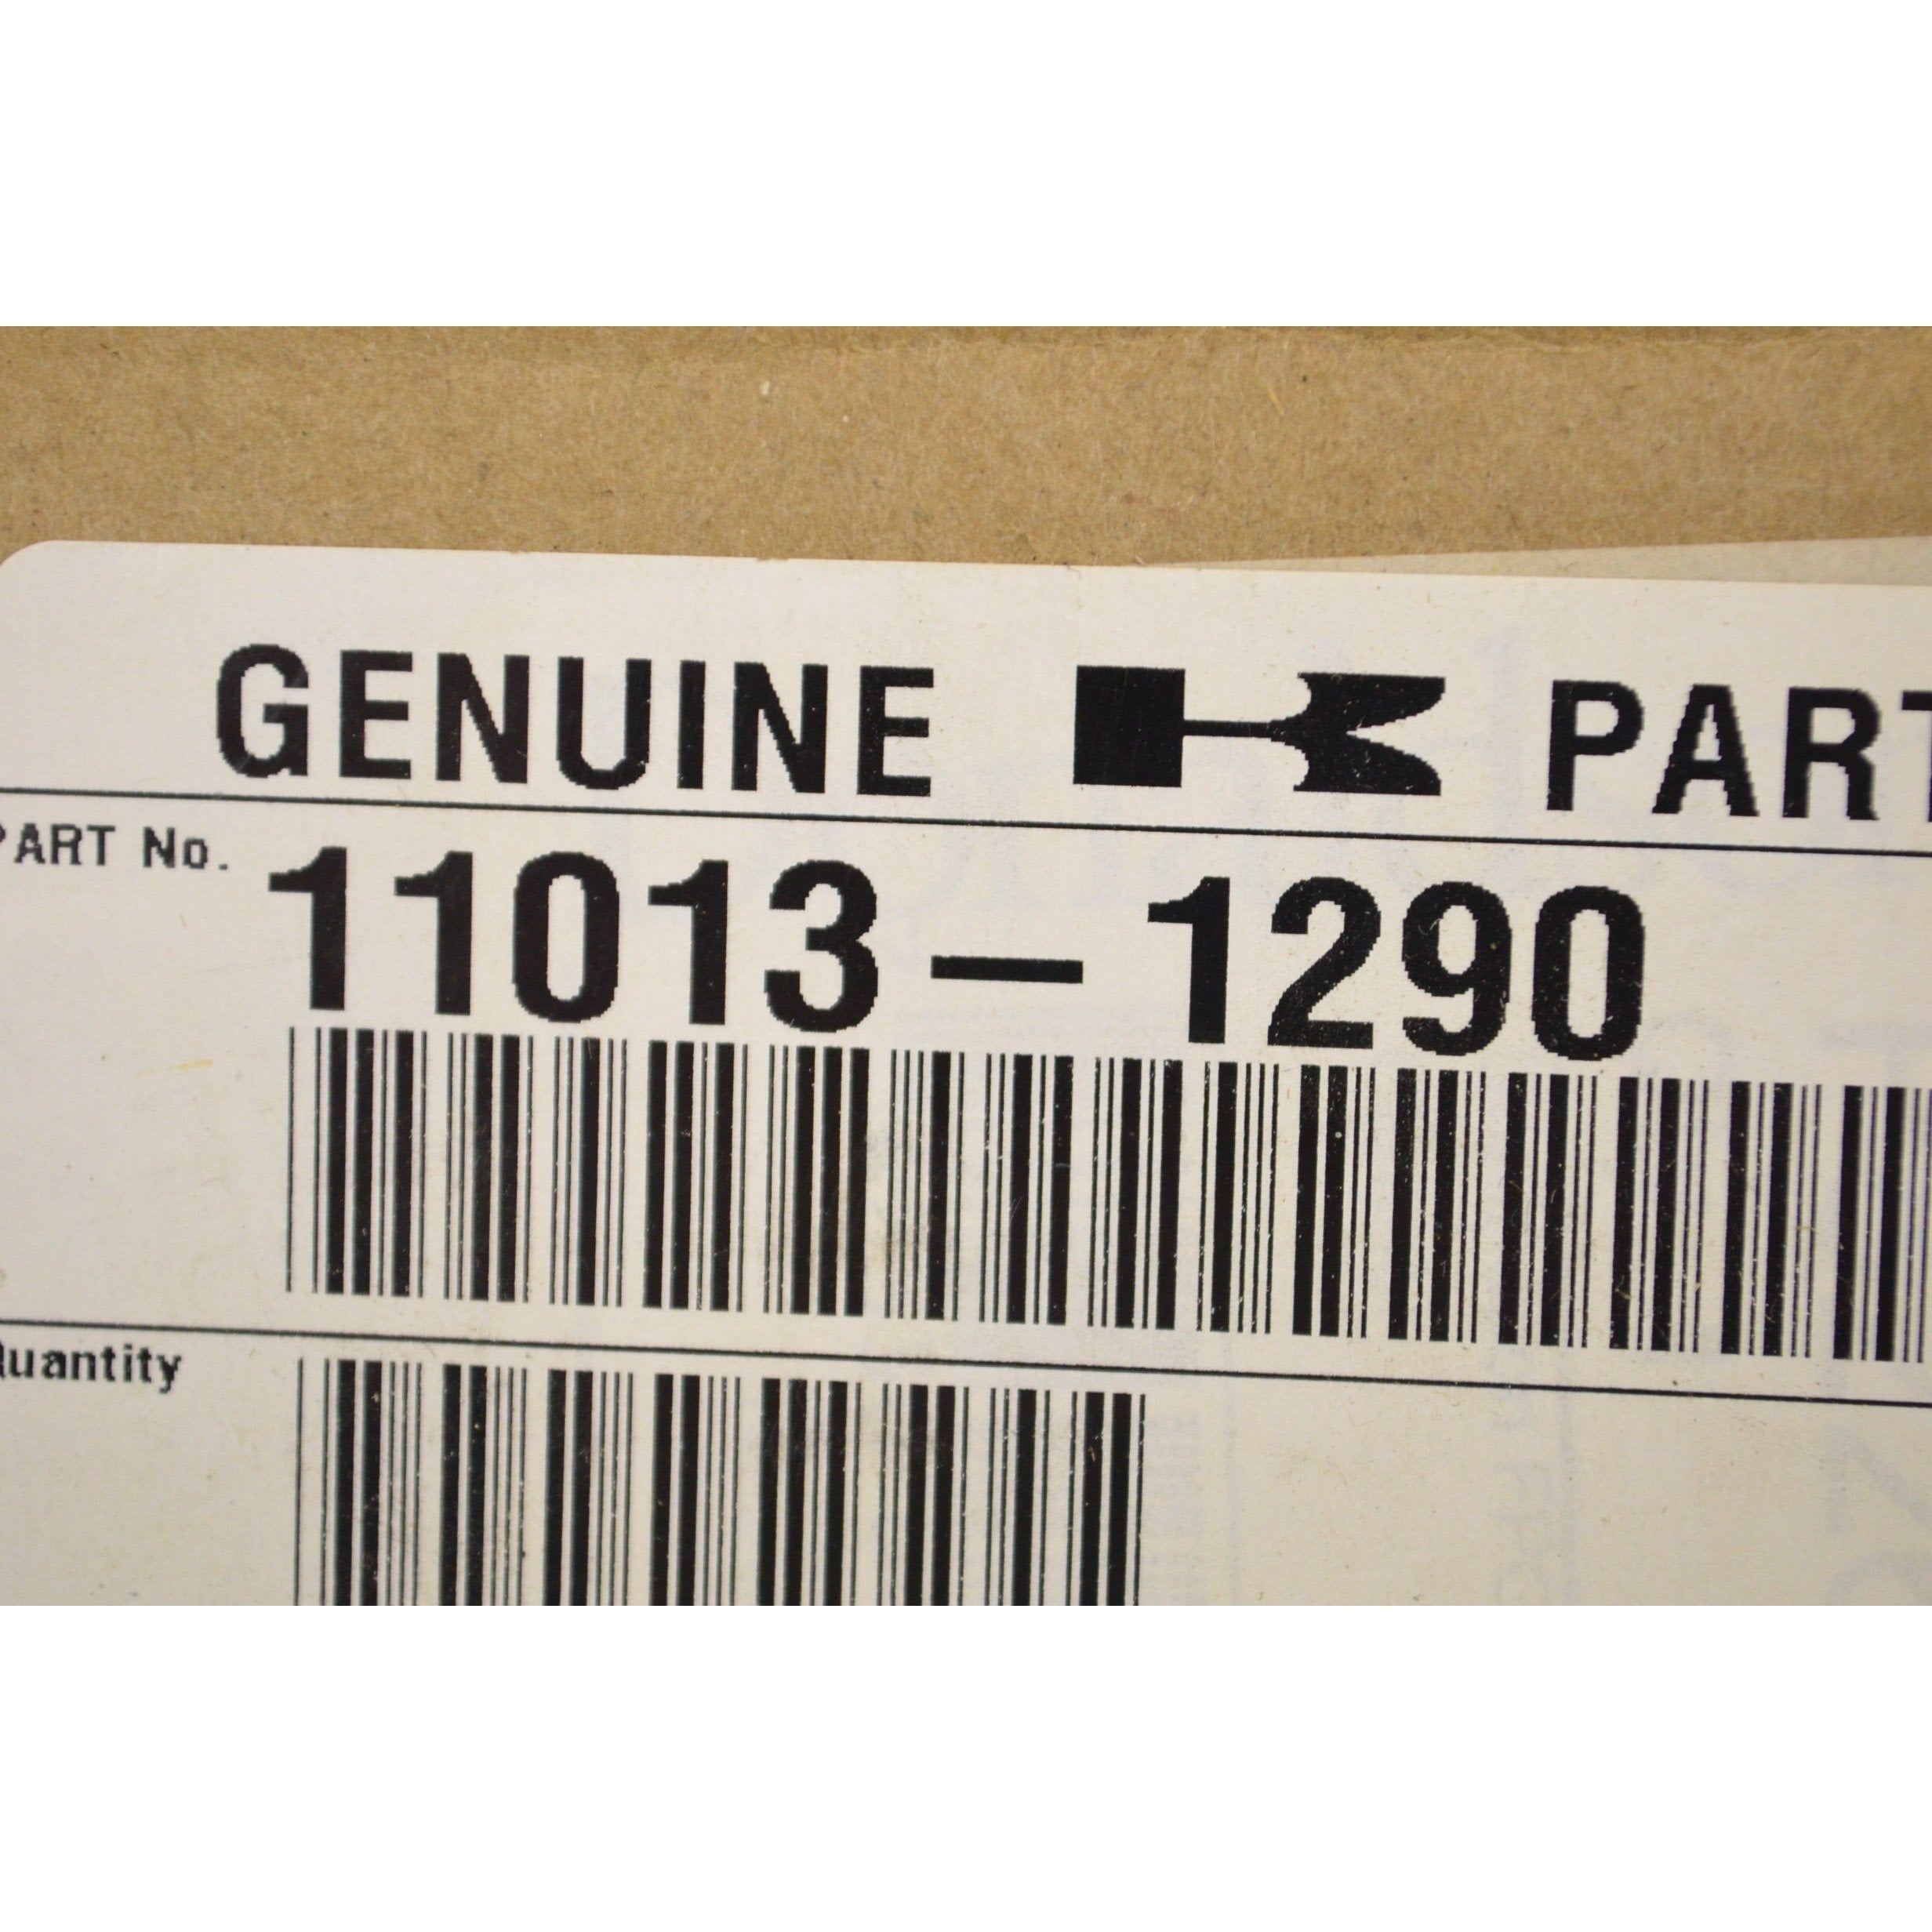 GENUINE K PART
PART No. 11013-1290
Quantity